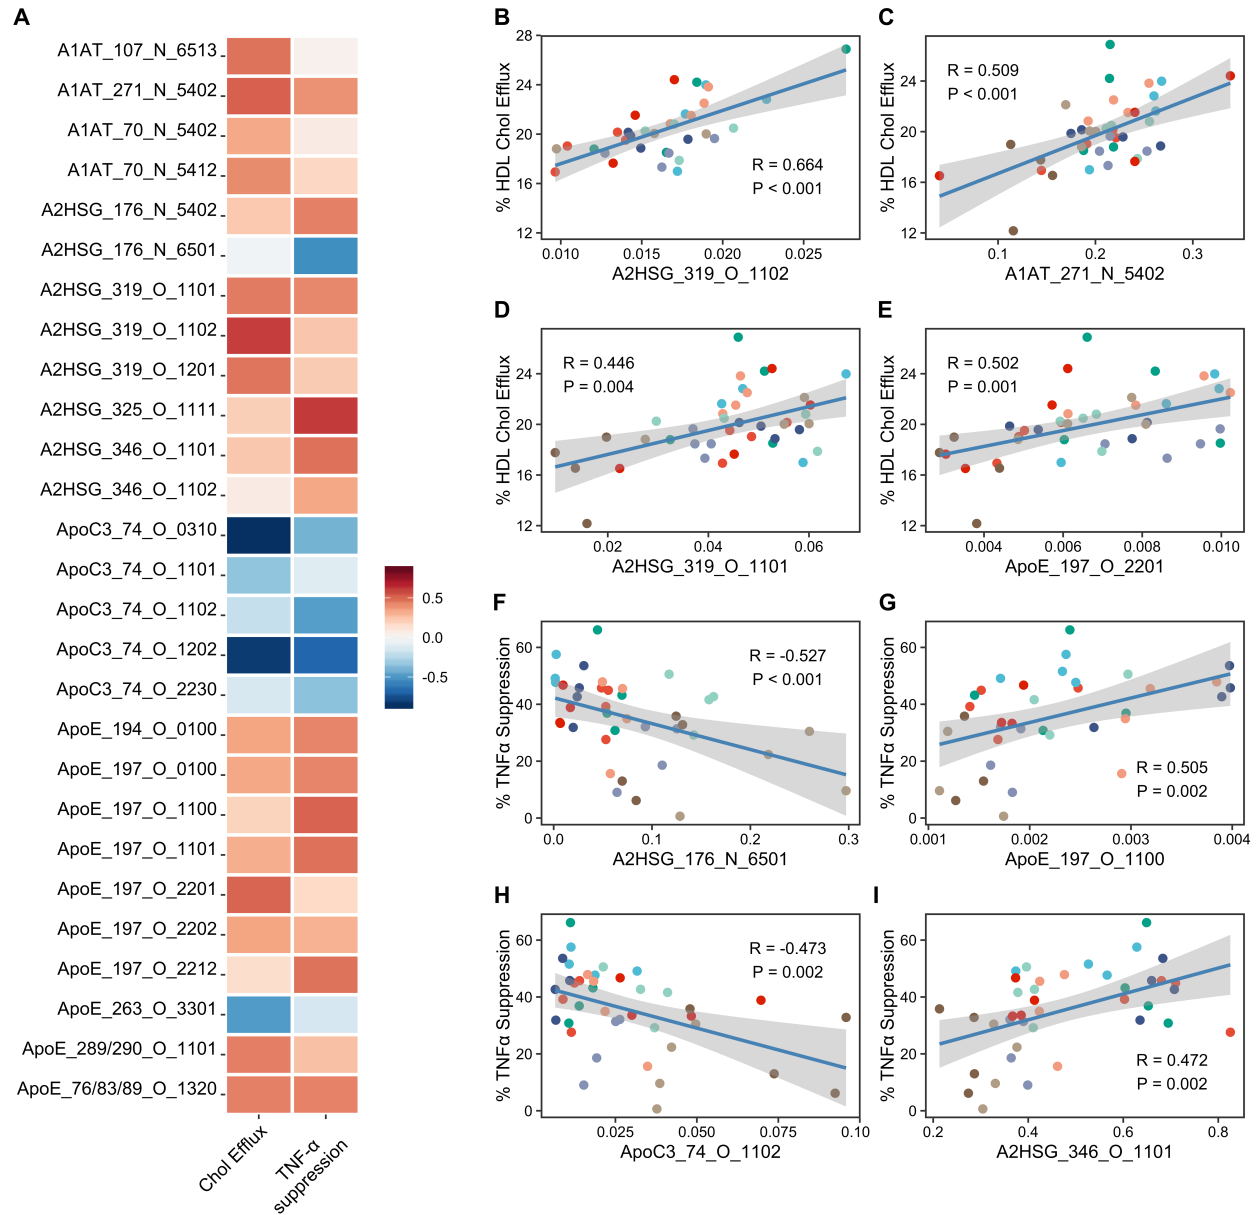 A
A1AT_107_N_6513
A1AT_271_N_5402
A1AT_70_N_5402
A1AT_70_N_5412
A2HSG_176_N_5402
A2HSG_176_N_6501
A2HSG_319_O_1101
A2HSG_319_O_1102
A2HSG_319_O_1201
A2HSG_325_O_1111
A2HSG_346_O_1101
A2HSG_346_O_1102
ApoC3_74_O_0310
ApoC3_74_O_1101
ApoC3_74_O_1102
ApoC3_74_O_1202
ApoC3_74_O_2230
ApoE_194_O_0100
ApoE_197_O_0100
ApoE_197_O_1100
ApoE_197_O_1101
ApoE_197_O_2201
ApoE_197_O_2202
ApoE_197_O_2212
ApoE_263_O_3301
ApoE_289/290_O_1101
ApoE_76/83/89_O_1320
Chol Efflux
TNF-α
suppression
0.5
0.0
-0.5
B
% HDL Chol Efflux
28
24
20
16
12
R = 0.664
P < 0.001
0.010 0.015 0.020 0.025
A2HSG_319_O_1102
C
% HDL Chol Efflux
24
20
16
12
R = 0.509
P < 0.001
0.1 0.2 0.3
A1AT_271_N_5402
D
% HDL Chol Efflux
24
20
16
12
R = 0.446
P = 0.004
0.02 0.04 0.06
A2HSG_319_O_1101
E
% HDL Chol Efflux
24
20
16
12
R = 0.502
P = 0.001
0.004 0.006 0.008 0.010
ApoE_197_O_2201
F
% TNFα Suppression
60
40
20
0
R = -0.527
P < 0.001
0.0 0.1 0.2 0.3
A2HSG_176_N_6501
G
% TNFα Suppression
60
40
20
0
R = 0.505
P = 0.002
0.001 0.002 0.003 0.004
ApoE_197_O_1100
H
% TNFα Suppression
60
40
20
0
R = -0.473
P = 0.002
0.025 0.050 0.075 0.10
ApoC3_74_O_1102
I
% TNFα Suppression
60
40
20
0
R = 0.472
P = 0.002
0.2 0.4 0.6 0.8
A2HSG_346_O_1101